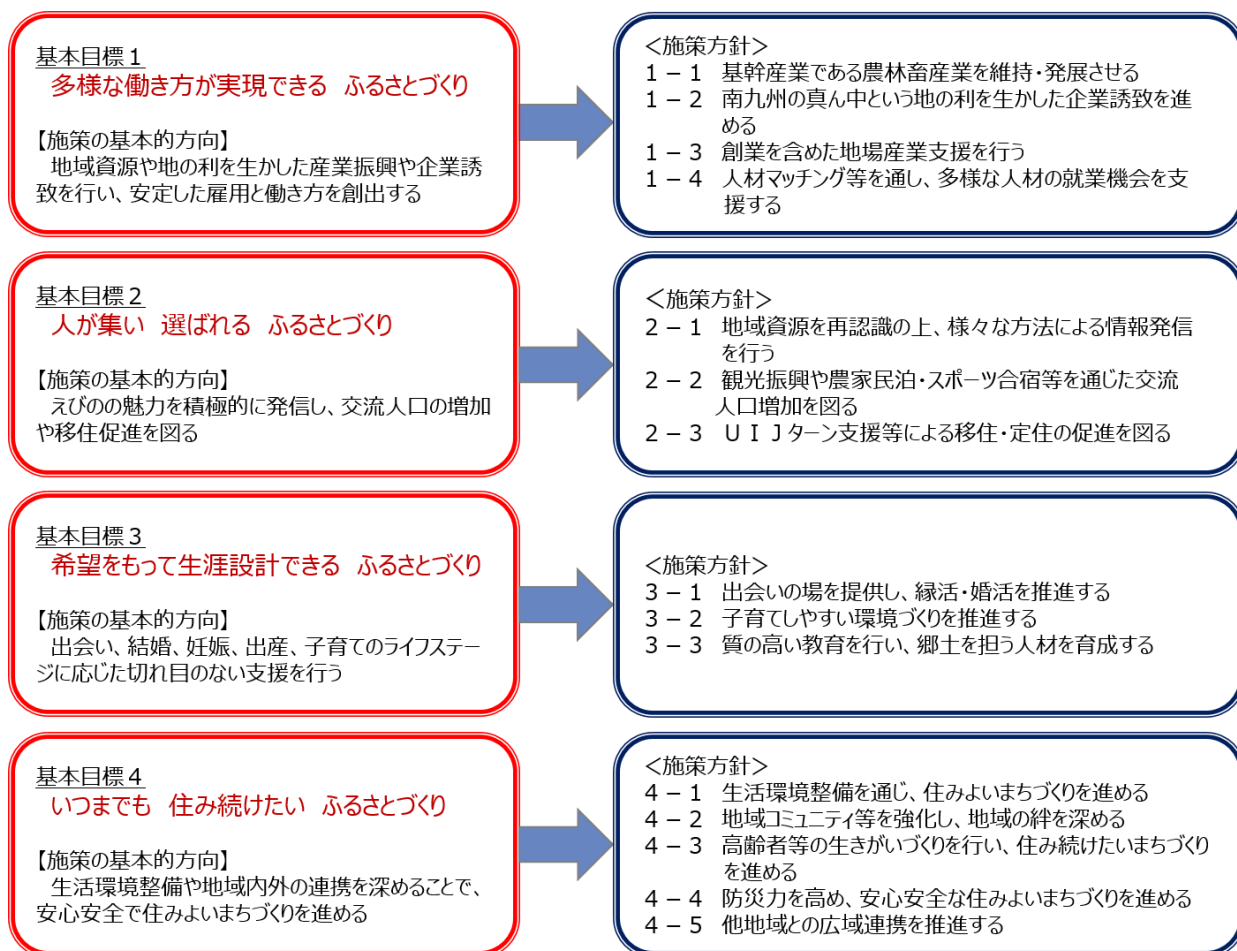 基本目標1
多様な働き方が実現できる ふるさとづくり
【施策の基本的方向】
地域資源や地の利を生かした産業振興や企業誘
致を行い、安定した雇用と働き方を創出する
<施策方針>
1-1 基幹産業である農林畜産業を維持・発展させる
1-2 南九州の真ん中という地の利を生かした企業誘致を進
める
1-3 創業を含めた地場産業支援を行う
1-4 人材マッチング等を通し、多様な人材の就業機会を支
援する
基本目標2
人が集い 選ばれる ふるさとづくり
【施策の基本的方向】
えびのの魅力を積極的に発信し、交流人口の増加
や移住促進を図る
<施策方針>
2-1 地域資源を再認識の上、様々な方法による情報発信
を行う
2-2 観光振興や農家民泊・スポーツ合宿等を通じた交流
人口増加を図る
2-3 UIJターン支援等による移住・定住の促進を図る
基本目標3
希望をもって生涯設計できる ふるさとづくり
【施策の基本的方向】
出会い、結婚、妊娠、出産、子育てのライフステー
ジに応じた切れ目のない支援を行う
<施策方針>
3-1 出会いの場を提供し、縁活・婚活を推進する
3-2 子育てしやすい環境づくりを推進する
3-3 質の高い教育を行い、郷土を担う人材を育成する
基本目標4
いつまでも 住み続けたい ふるさとづくり
【施策の基本的方向】
生活環境整備や地域内外の連携を深めることで、
安心安全で住みよいまちづくりを進める
<施策方針>
4-1 生活環境整備を通じ、住みよいまちづくりを進める
4-2 地域コミュニティ等を強化し、地域の絆を深める
4-3 高齢者等の生きがいづくりを行い、住み続けたいまちづくり
を進める
4-4 防災力を高め、安心安全な住みよいまちづくりを進める
4-5 他地域との広域連携を推進する